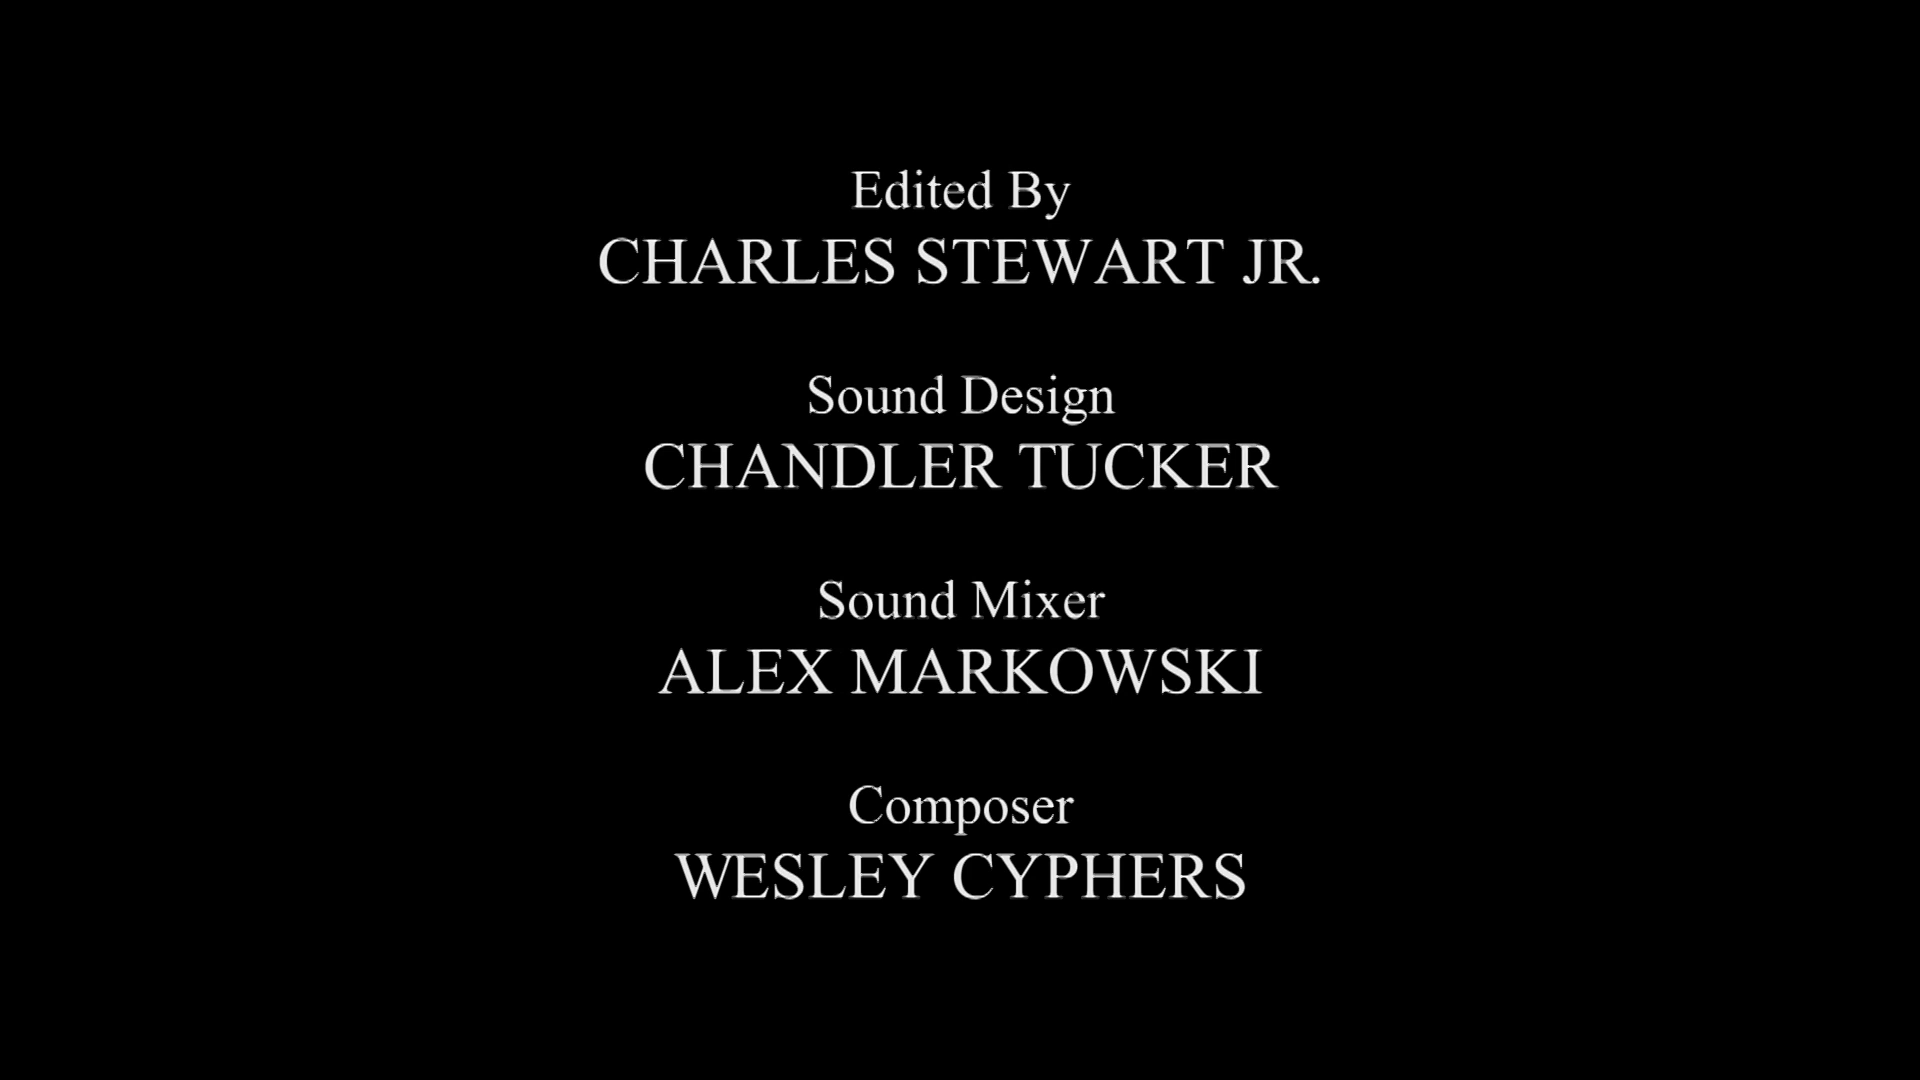 Edited By
CHARLES STEWART JR.
Sound Design
CHANDLER TUCKER
Sound Mixer
ALEX MARKOWSKI
Composer
WESLEY CYPHERS